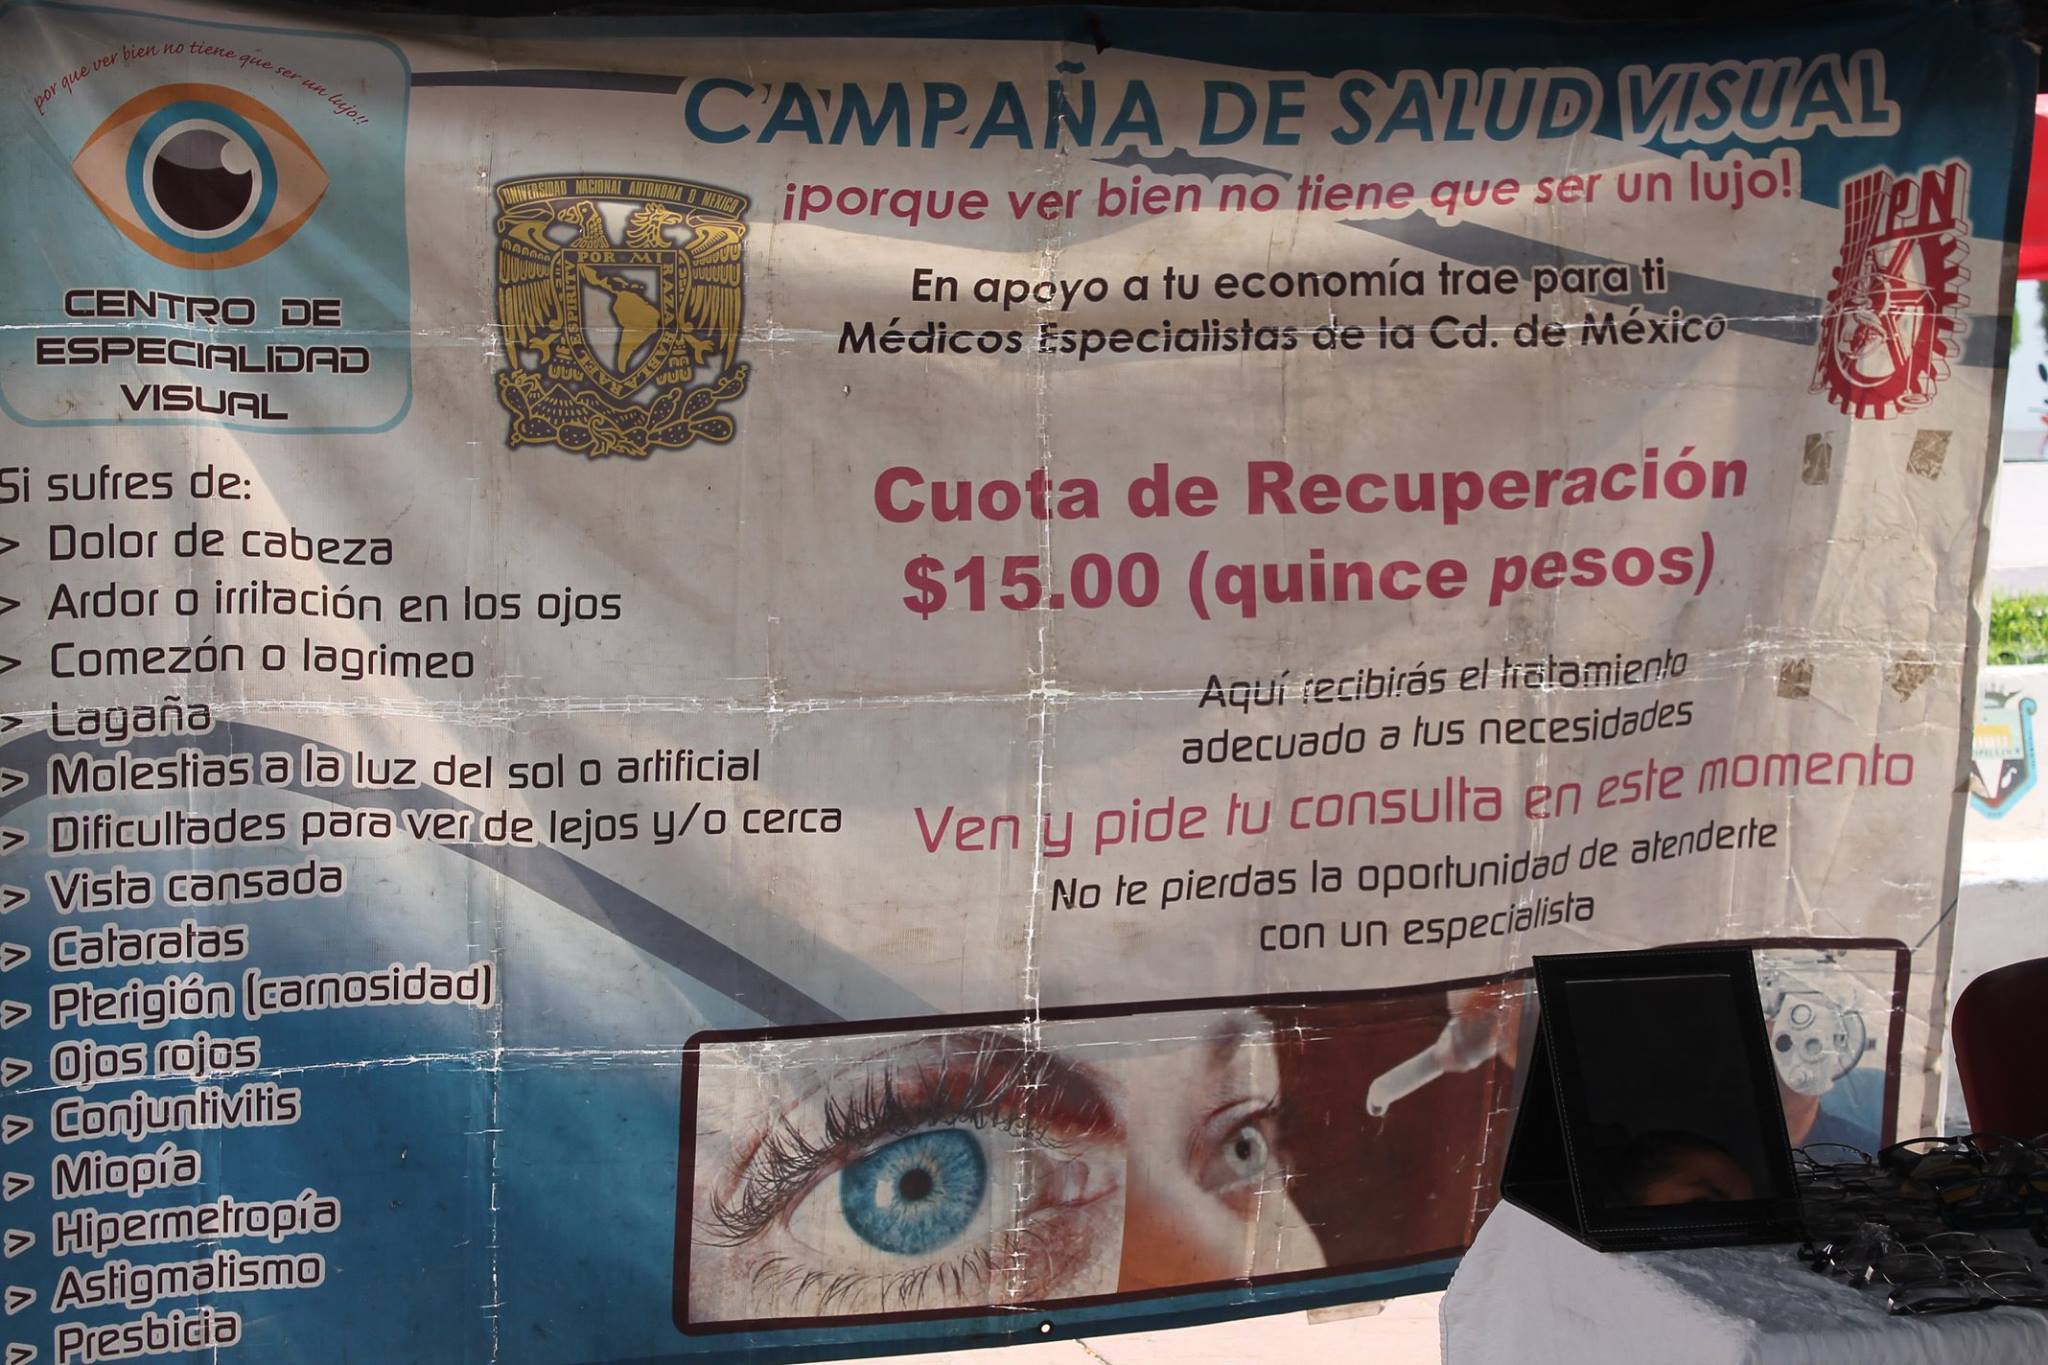 por que ver bien no tiene que ser un lujo!!
CENTRO DE
ESPECIALIDAD
VISUAL
UNIVERSIDAD NACIONAL AUTONOMA D MEXICO
POR MI RAZA HABLARA EL ESPIRITV
CAMPAÑA DE SALUD VISUAL
¡porque ver bien no tiene que ser un lujo!
IPN
En apoyo a tu economía trae para ti
Médicos Especialistas de la Cd. de México
Cuota de Recuperación
$15.00 (quince pesos)
Aquí recibirás el tratamiento
adecuado a tus necesidades
Ven y pide tu consulta en este momento
No te pierdas la oportunidad de atenderte
con un especialista
Si sufres de:
> Dolor de cabeza
> Ardor o irritación en los ojos
> Comezón o lagrimeo
> Lagaña
> Molestias a la luz del sol o artificial
> Dificultades para ver de lejos y/o cerca
> Vista cansada
> Cataratas
> Pterigión (carnosidad)
> Ojos rojos
> Conjuntivitis
> Miopía
> Hipermetropía
> Astigmatismo
> Presbicia